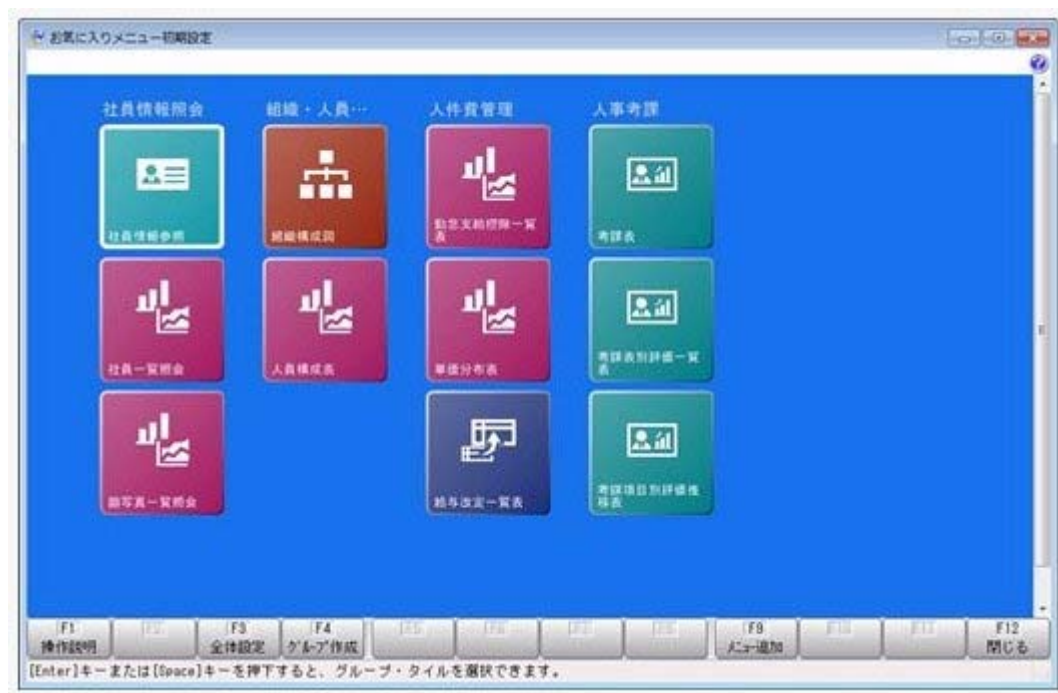 お気に入りメニュー初期設定
社員情報照会
組織・人員…
人件費管理
人事考課
社員情報参照
組織構成図
勤怠支給控除一覧
表
考課表
社員一覧照会
人員構成表
単価分布表
考課表別評価一覧
表
顔写真一覧照会
給与改定一覧表
考課項目別評価推
移表
F1
操作説明
F2
F3
全体設定
F4
グループ作成
F5
F6
F7
F8
F9
メニュー追加
F10
F11
F12
閉じる
[Enter]キーまたは[Space]キーを押下すると、グループ・タイルを選択できます。